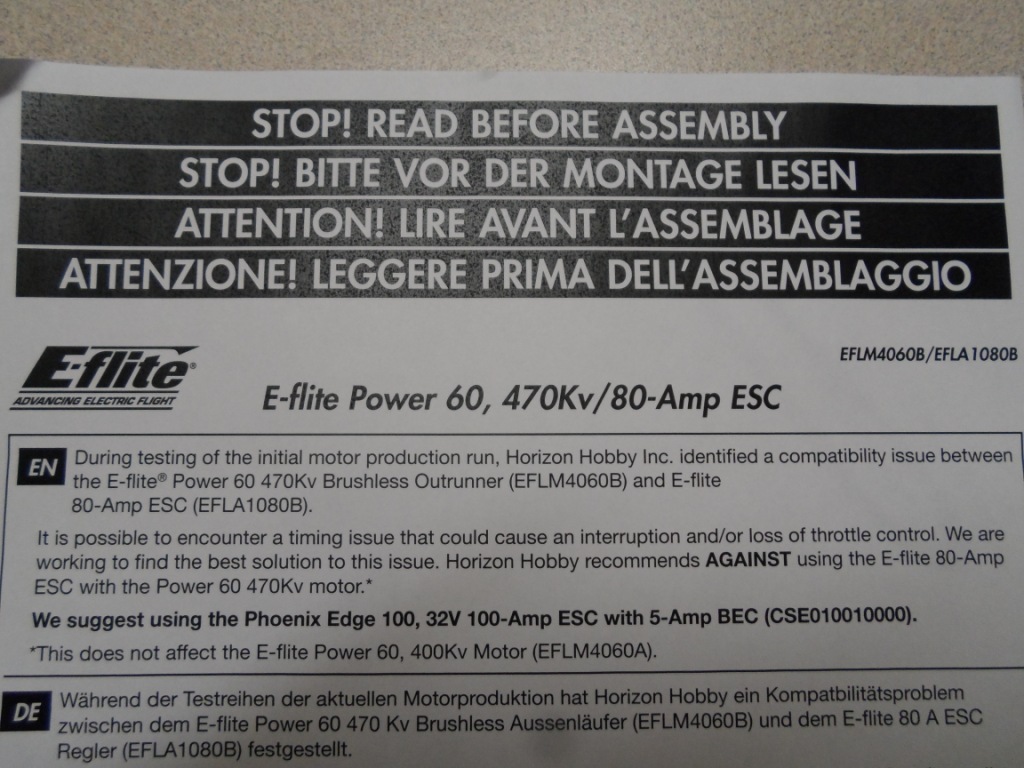 STOP! READ BEFORE ASSEMBLY
STOP! BITTE VOR DER MONTAGE LESEN
ATTENTION! LIRE AVANT L'ASSEMBLAGE
ATTENZIONE! LEGGERE PRIMA DELL'ASSEMBLAGGIO
E-flite®
ADVANCING ELECTRIC FLIGHT
EFLM4060B/EFLA1080B
E-flite Power 60, 470Kv/80-Amp ESC
EN During testing of the initial motor production run, Horizon Hobby Inc. identified a compatibility issue between
the E-flite® Power 60 470Kv Brushless Outrunner (EFLM4060B) and E-flite
80-Amp ESC (EFLA1080B).
It is possible to encounter a timing issue that could cause an interruption and/or loss of throttle control. We are
working to find the best solution to this issue. Horizon Hobby recommends AGAINST using the E-flite 80-Amp
ESC with the Power 60 470Kv motor.*
We suggest using the Phoenix Edge 100, 32V 100-Amp ESC with 5-Amp BEC (CSE010010000).
*This does not affect the E-flite Power 60, 400Kv Motor (EFLM4060A).
DE Während der Testreihen der aktuellen Motorproduktion hat Horizon Hobby ein Kompatbilitätsproblem
zwischen dem E-flite Power 60 470 Kv Brushless Aussenläufer (EFLM4060B) und dem E-flite 80 A ESC
Regler (EFLA1080B) festgestellt.